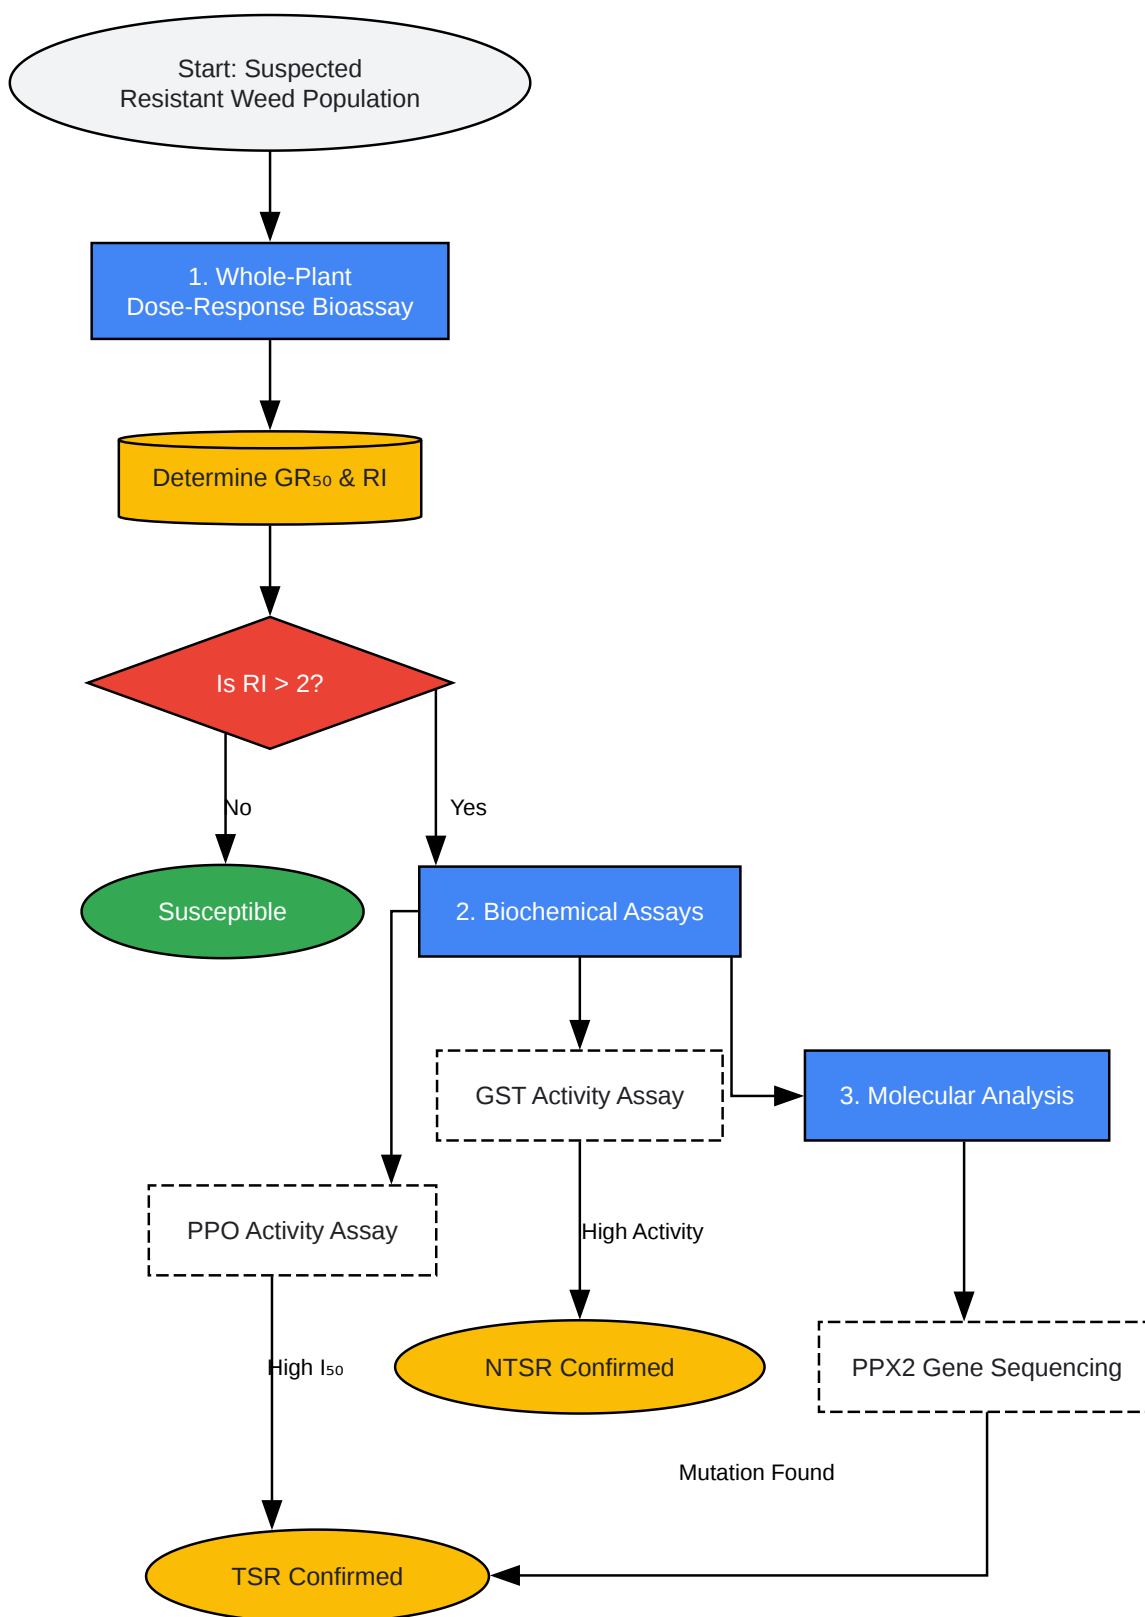 Start: Suspected
Resistant Weed Population
1. Whole-Plant
Dose-Response Bioassay
Determine GR₅₀ & RI
Is RI > 2?
No
Yes
Susceptible
2. Biochemical Assays
GST Activity Assay
3. Molecular Analysis
PPO Activity Assay
High Activity
High I₅₀
NTSR Confirmed
PPX2 Gene Sequencing
Mutation Found
TSR Confirmed